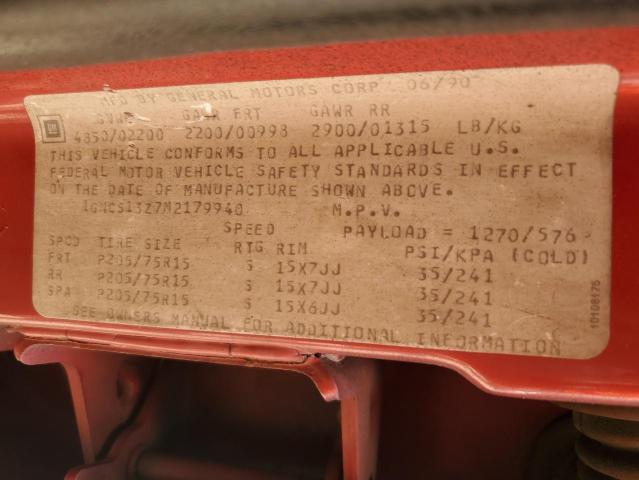 MFD BY GENERAL MOTORS CORP 06/90
GVWR GAWR FRT GAWR RR
GM 4850/02200 2200/00998 2900/01315 LB/KG
THIS VEHICLE CONFORMS TO ALL APPLICABLE U.S.
FEDERAL MOTOR VEHICLE SAFETY STANDARDS IN EFFECT
ON THE DATE OF MANUFACTURE SHOWN ABOVE.
1GNCS13Z7M2179940 M.P.V.
SPEED PAYLOAD = 1270/576
SPCD TIRE SIZE RTG RIM PSI/KPA (COLD)
FRT P205/75R15 S 15X7JJ 35/241
RR P205/75R15 S 15X7JJ 35/241
SPA P205/75R15 S 15X6JJ 35/241
SEE OWNERS MANUAL FOR ADDITIONAL INFORMATION
10108175